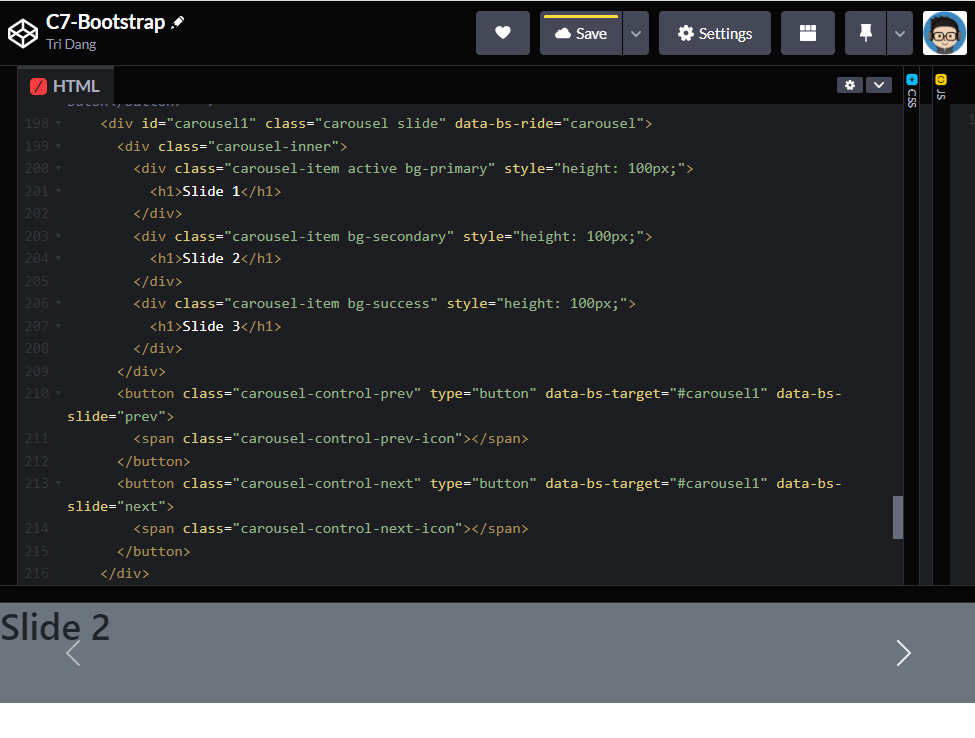 C7-Bootstrap
Tri Dang
Save
Settings
HTML
CSS
JS
198 <div id="carousel1" class="carousel slide" data-bs-ride="carousel">
199 <div class="carousel-inner">
200 <div class="carousel-item active bg-primary" style="height: 100px;">
201 <h1>Slide 1</h1>
202 </div>
203 <div class="carousel-item bg-secondary" style="height: 100px;">
204 <h1>Slide 2</h1>
205 </div>
206 <div class="carousel-item bg-success" style="height: 100px;">
207 <h1>Slide 3</h1>
208 </div>
209 </div>
210 <button class="carousel-control-prev" type="button" data-bs-target="#carousel1" data-bs-
slide="prev">
211 <span class="carousel-control-prev-icon"></span>
212 </button>
213 <button class="carousel-control-next" type="button" data-bs-target="#carousel1" data-bs-
slide="next">
214 <span class="carousel-control-next-icon"></span>
215 </button>
216 </div>
1
Slide 2